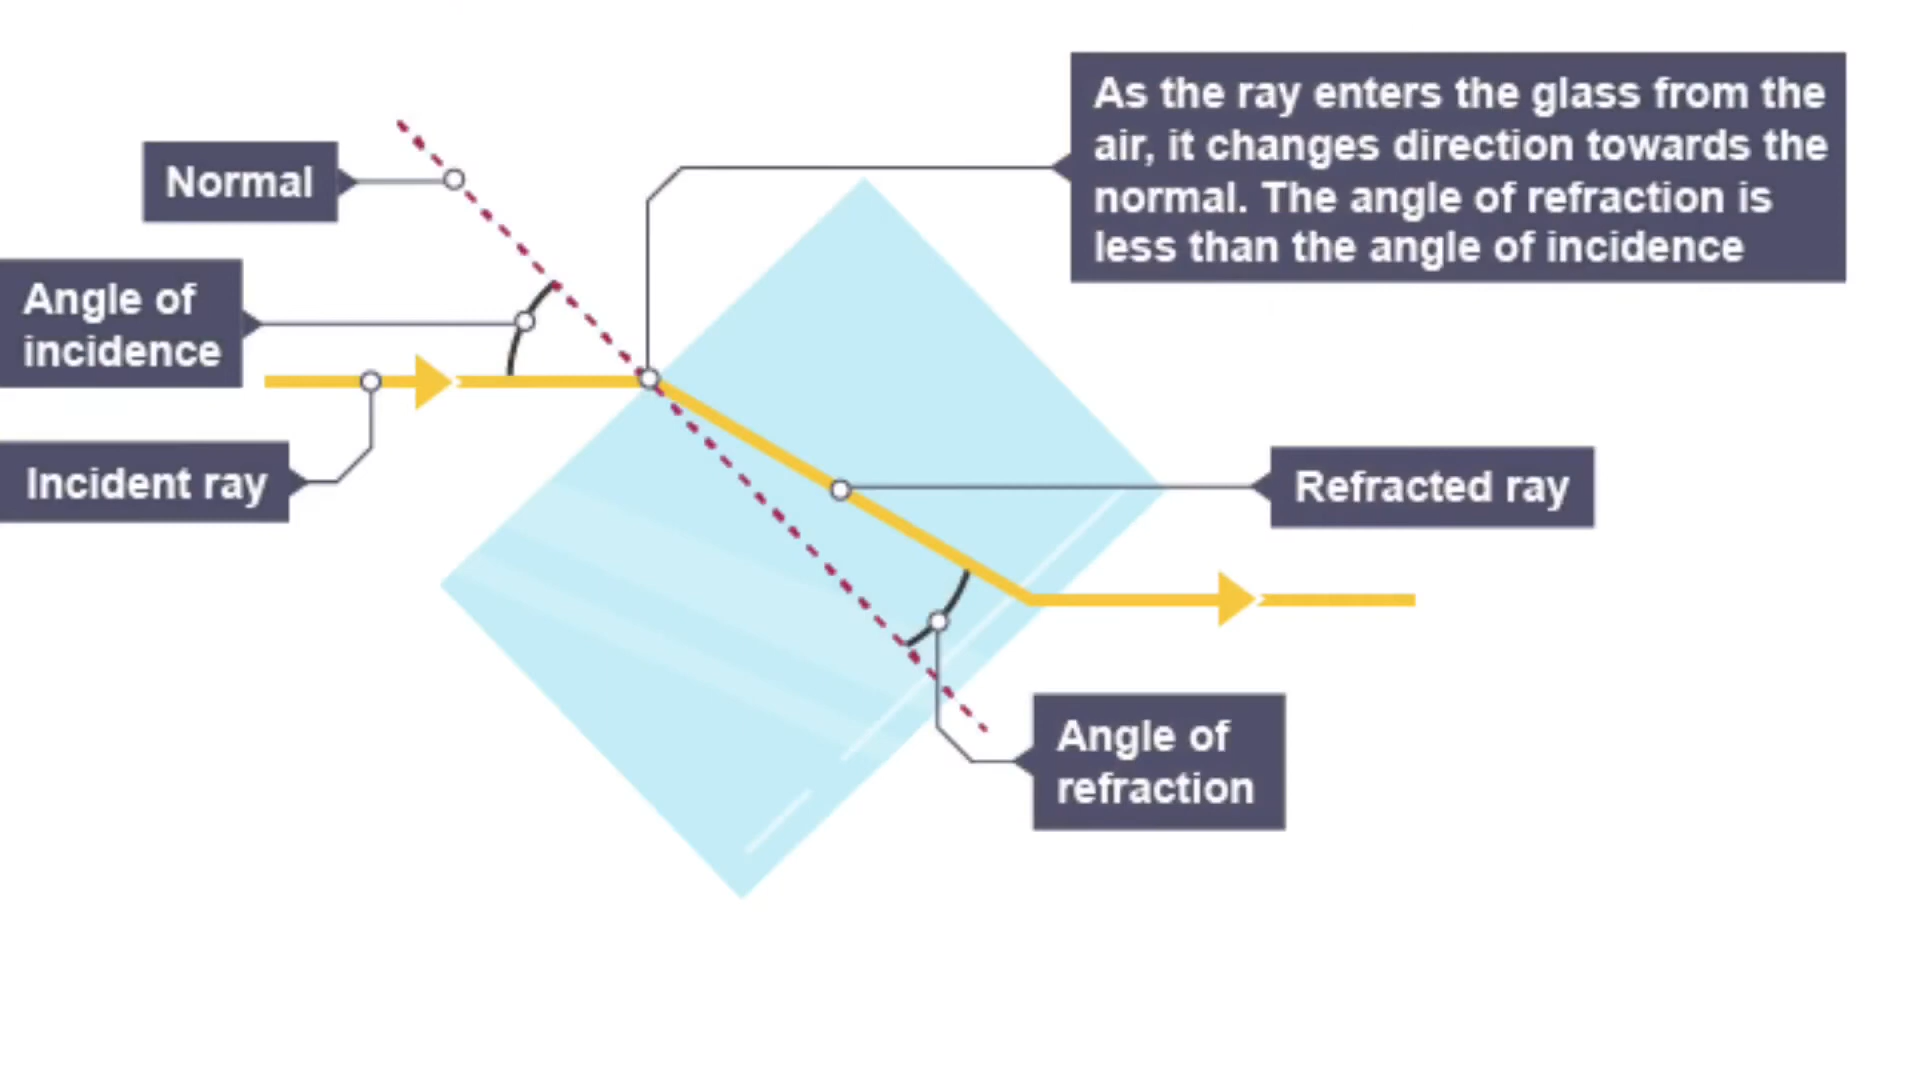 As the ray enters the glass from the
air, it changes direction towards the
normal. The angle of refraction is
less than the angle of incidence
Normal
Angle of
incidence
Incident ray
Refracted ray
Angle of
refraction